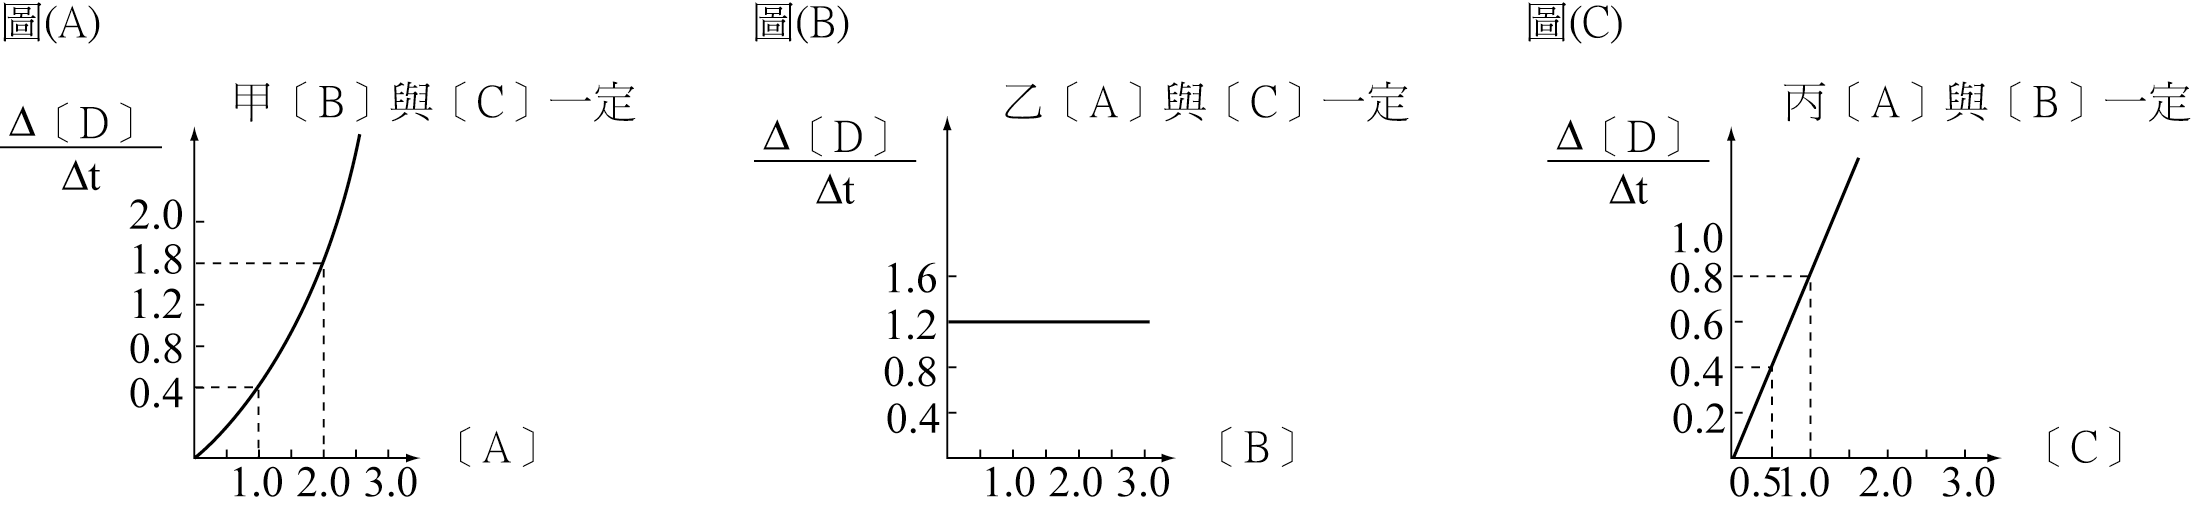 圖(A)
甲〔B〕與〔C〕一定
Δ〔D〕
Δt
2.0
1.8
1.2
0.8
0.4
1.0 2.0 3.0
〔A〕
圖(B)
乙〔A〕與〔C〕一定
Δ〔D〕
Δt
1.6
1.2
0.8
0.4
1.0 2.0 3.0
〔B〕
圖(C)
丙〔A〕與〔B〕一定
Δ〔D〕
Δt
1.0
0.8
0.6
0.4
0.2
0.5 1.0 2.0 3.0
〔C〕